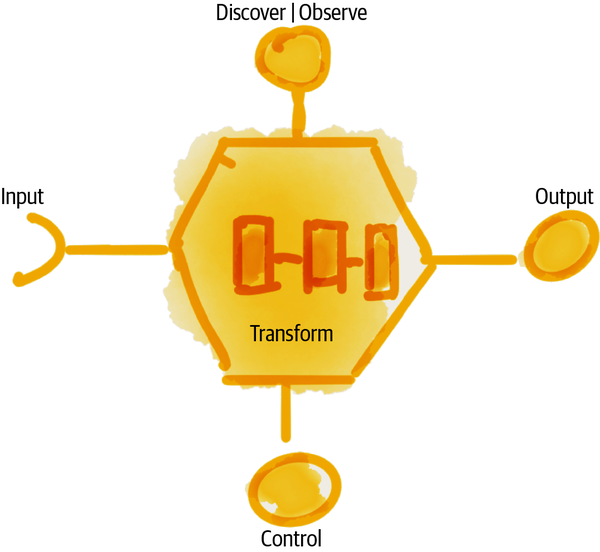 Discover | Observe
Input
Output
Transform
Control